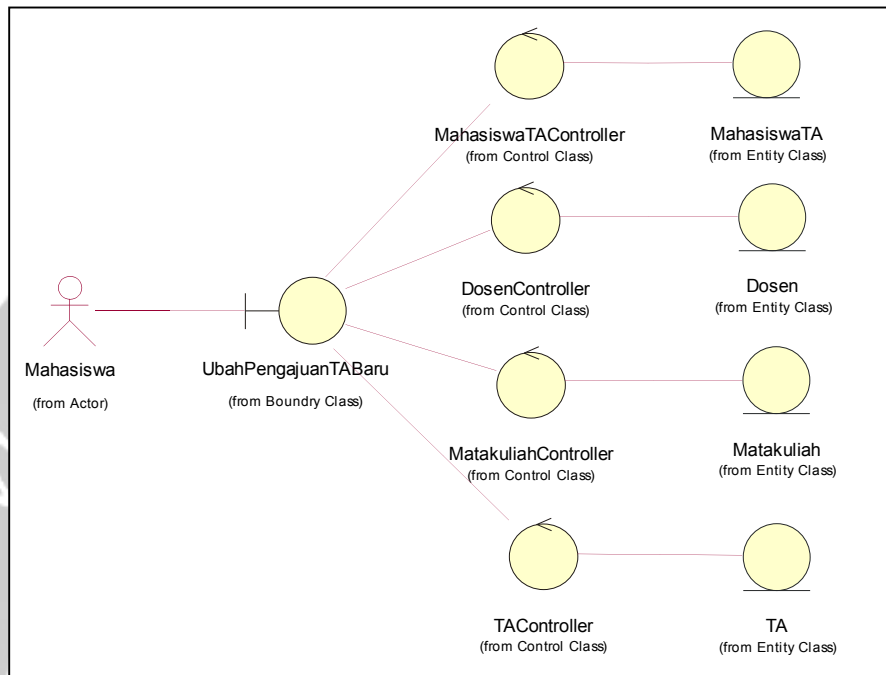 MahasiswaTAController
(from Control Class)
MahasiswaTA
(from Entity Class)
DosenController
(from Control Class)
Dosen
(from Entity Class)
Mahasiswa
(from Actor)
UbahPengajuanTABaru
(from Boundry Class)
MatakuliahController
(from Control Class)
Matakuliah
(from Entity Class)
TAController
(from Control Class)
TA
(from Entity Class)